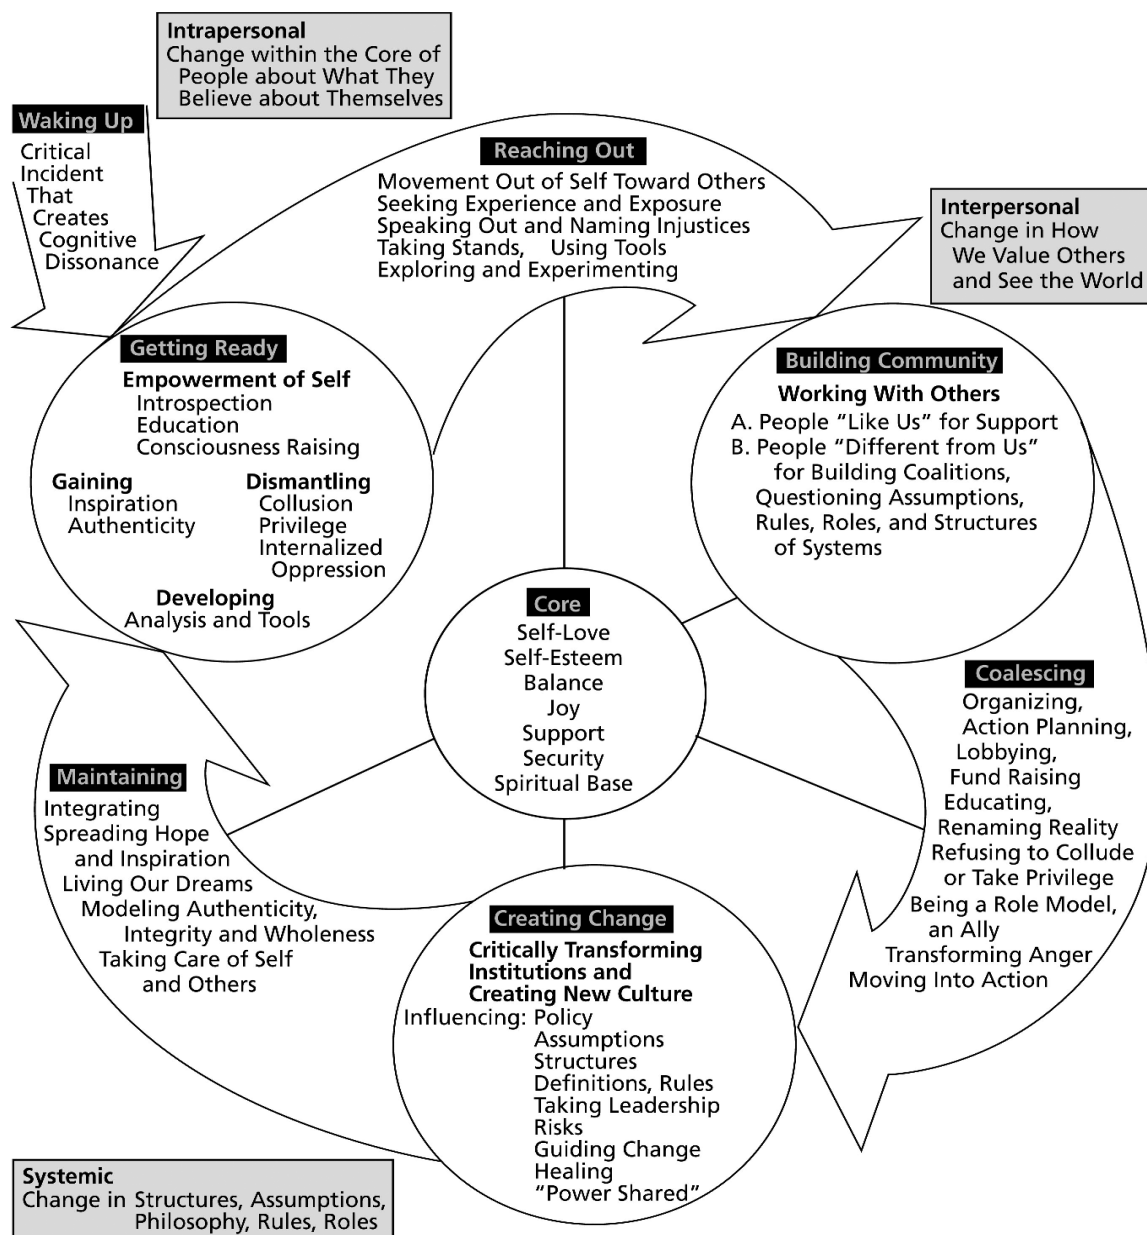 Intrapersonal
Change within the Core of
People about What They
Believe about Themselves
Waking Up
Critical
Incident
That
Creates
Cognitive
Dissonance
Reaching Out
Movement Out of Self Toward Others
Seeking Experience and Exposure
Speaking Out and Naming Injustices
Taking Stands, Using Tools
Exploring and Experimenting
Interpersonal
Change in How
We Value Others
and See the World
Getting Ready
Empowerment of Self
Introspection
Education
Consciousness Raising
Gaining
Inspiration
Authenticity
Dismantling
Collusion
Privilege
Internalized
Oppression
Developing
Analysis and Tools
Building Community
Working With Others
A. People “Like Us” for Support
B. People “Different from Us”
for Building Coalitions,
Questioning Assumptions,
Rules, Roles, and Structures
of Systems
Core
Self-Love
Self-Esteem
Balance
Joy
Support
Security
Spiritual Base
Coalescing
Organizing,
Action Planning,
Lobbying,
Fund Raising
Educating,
Renaming Reality
Refusing to Collude
or Take Privilege
Being a Role Model,
an Ally
Transforming Anger
Moving Into Action
Maintaining
Integrating
Spreading Hope
and Inspiration
Living Our Dreams
Modeling Authenticity,
Integrity and Wholeness
Taking Care of Self
and Others
Creating Change
Critically Transforming
Institutions and
Creating New Culture
Influencing: Policy
Assumptions
Structures
Definitions, Rules
Taking Leadership
Risks
Guiding Change
Healing
“Power Shared”
Systemic
Change in Structures, Assumptions,
Philosophy, Rules, Roles